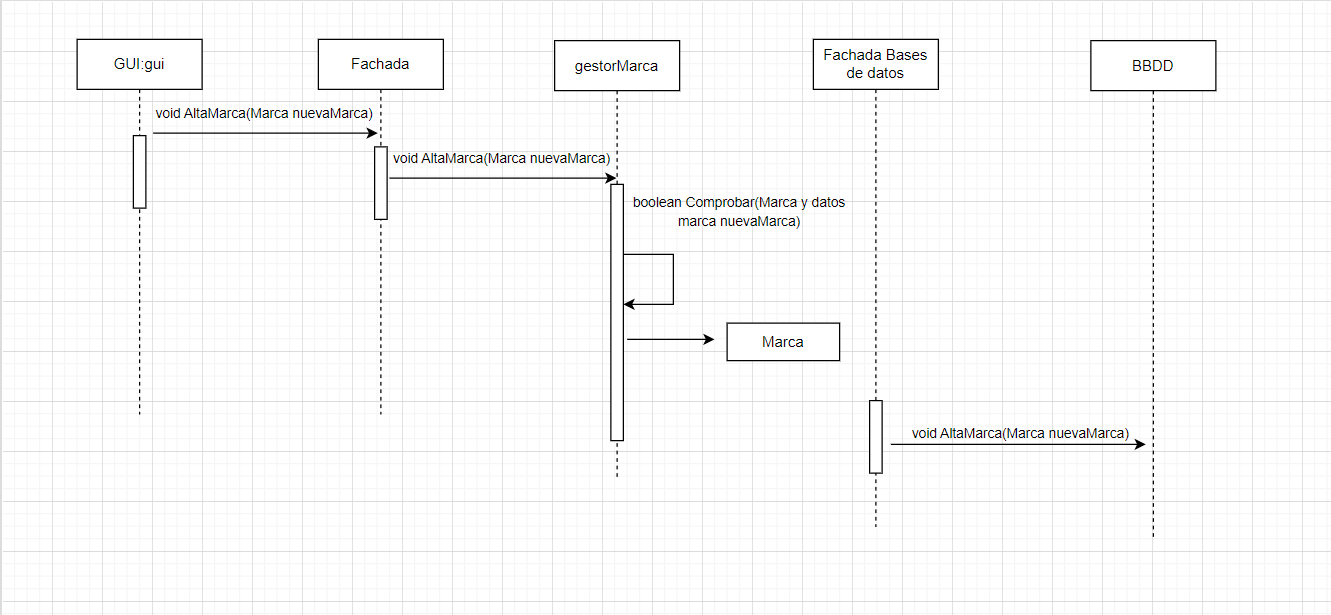 GUI:gui
Fachada
gestorMarca
Fachada Bases
de datos
BBDD
void AltaMarca(Marca nuevaMarca)
void AltaMarca(Marca nuevaMarca)
boolean Comprobar(Marca y datos
marca nuevaMarca)
Marca
void AltaMarca(Marca nuevaMarca)